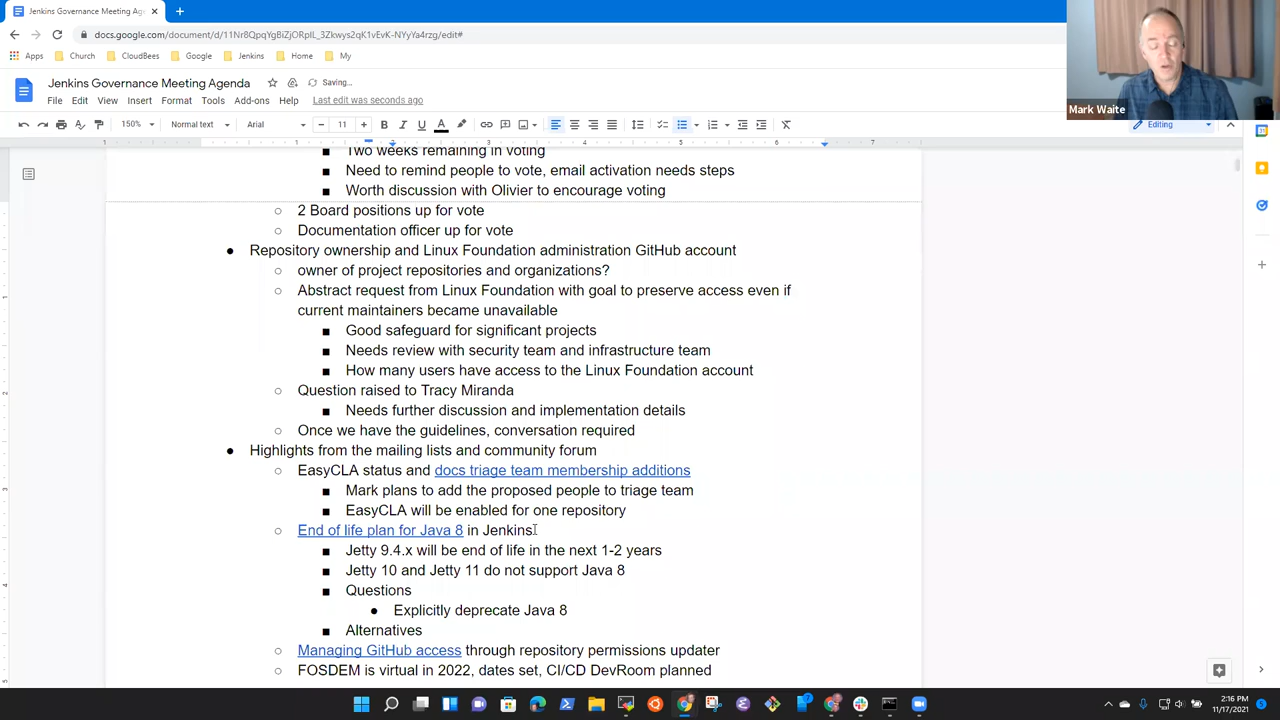 Jenkins Governance Meeting Ag
docs.google.com/document/d/11Nr8QpqYgBiZjORpIL_3Zkwys2qK1vEvK-NYyYa4rzg/edit#
Apps Church CloudBees Google Jenkins Home My
Jenkins Governance Meeting Agenda Saving...
File Edit View Insert Format Tools Add-ons Help Last edit was seconds ago
Mark Waite
150% Normal text Arial 11 Editing
1 1 2 3 4 5 6 7
Two weeks remaining in voting
Need to remind people to vote, email activation needs steps
Worth discussion with Olivier to encourage voting
2 Board positions up for vote
Documentation officer up for vote
Repository ownership and Linux Foundation administration GitHub account
owner of project repositories and organizations?
Abstract request from Linux Foundation with goal to preserve access even if
current maintainers became unavailable
Good safeguard for significant projects
Needs review with security team and infrastructure team
How many users have access to the Linux Foundation account
Question raised to Tracy Miranda
Needs further discussion and implementation details
Once we have the guidelines, conversation required
Highlights from the mailing lists and community forum
EasyCLA status and docs triage team membership additions
Mark plans to add the proposed people to triage team
EasyCLA will be enabled for one repository
End of life plan for Java 8 in Jenkins
Jetty 9.4.x will be end of life in the next 1-2 years
Jetty 10 and Jetty 11 do not support Java 8
Questions
Explicitly deprecate Java 8
Alternatives
Managing GitHub access through repository permissions updater
FOSDEM is virtual in 2022, dates set, CI/CD DevRoom planned
2:16 PM
11/17/2021